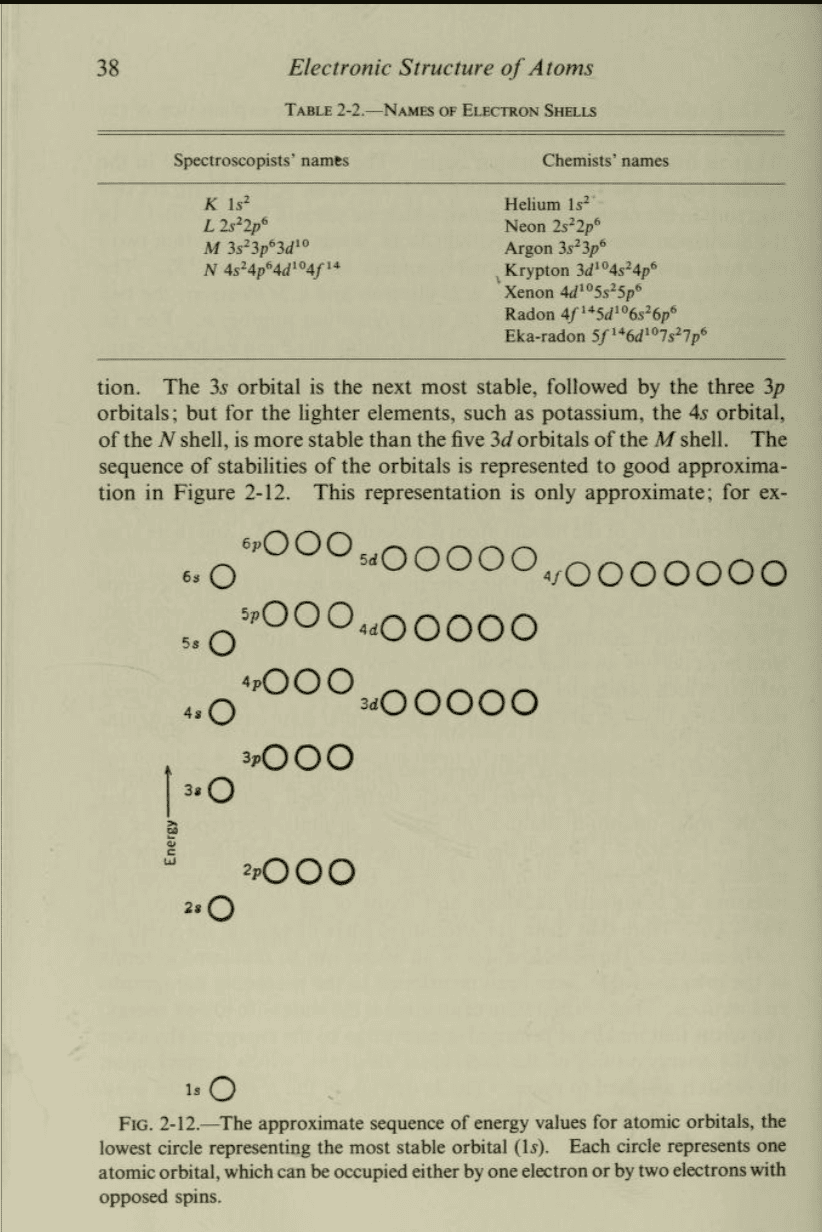 38 Electronic Structure of Atoms
TABLE 2-2.—NAMES OF ELECTRON SHELLS
Spectroscopists' names Chemists' names
K 1s² Helium 1s²
L 2s²2p⁶ Neon 2s²2p⁶
M 3s²3p⁶3d¹⁰ Argon 3s²3p⁶
N 4s²4p⁶4d¹⁰4f¹⁴ Krypton 3d¹⁰4s²4p⁶
Xenon 4d¹⁰5s²5p⁶
Radon 4f¹⁴5d¹⁰6s²6p⁶
Eka-radon 5f¹⁴6d¹⁰7s²7p⁶
tion. The 3s orbital is the next most stable, followed by the three 3p
orbitals; but for the lighter elements, such as potassium, the 4s orbital,
of the N shell, is more stable than the five 3d orbitals of the M shell. The
sequence of stabilities of the orbitals is represented to good approxima-
tion in Figure 2-12. This representation is only approximate; for ex-
6p 5d
6s 4f
5p 4d
5s
4p 3d
4s
3p
3s
Energy
2p
2s
1s
FIG. 2-12.—The approximate sequence of energy values for atomic orbitals, the
lowest circle representing the most stable orbital (1s). Each circle represents one
atomic orbital, which can be occupied either by one electron or by two electrons with
opposed spins.